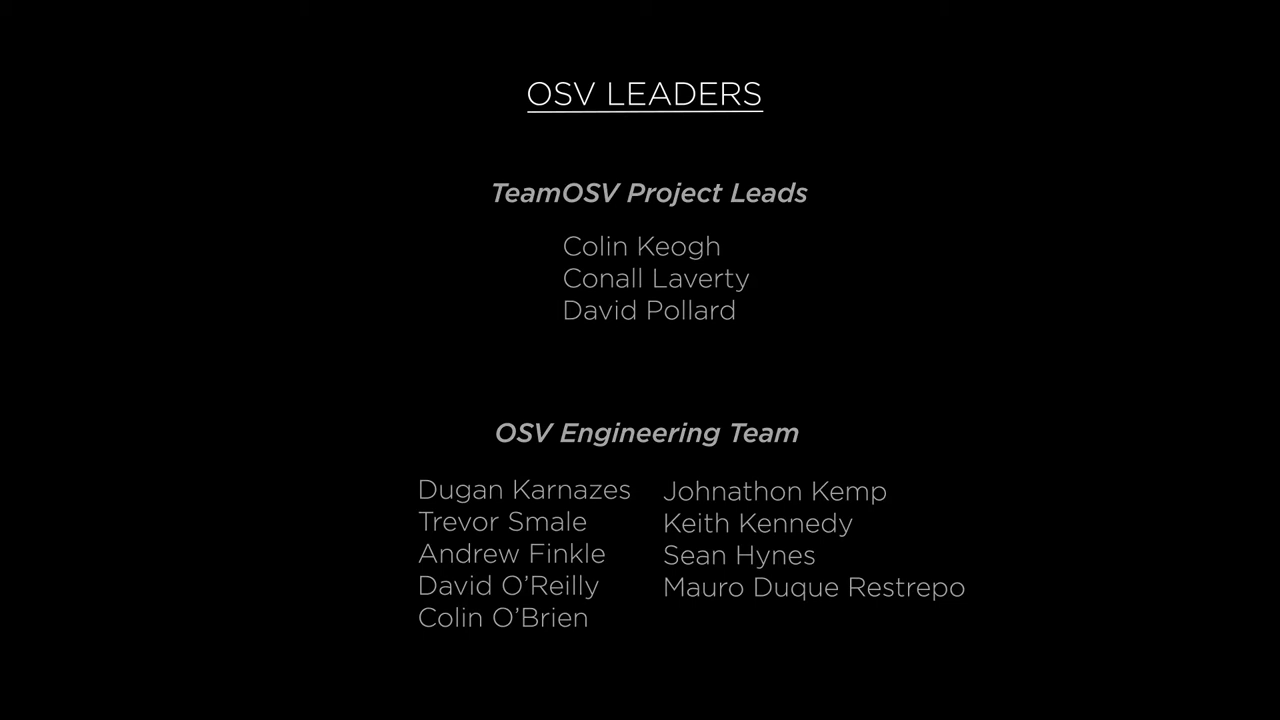 OSV LEADERS
TeamOSV Project Leads
Colin Keogh
Conall Laverty
David Pollard
OSV Engineering Team
Dugan Karnazes
Trevor Smale
Andrew Finkle
David O’Reilly
Colin O’Brien
Johnathon Kemp
Keith Kennedy
Sean Hynes
Mauro Duque Restrepo